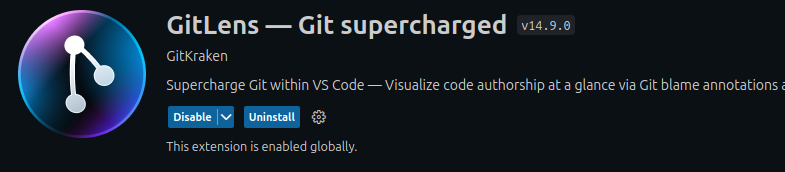 GitLens — Git supercharged v14.9.0
GitKraken
Supercharge Git within VS Code — Visualize code authorship at a glance via Git blame annotations a
Disable Uninstall
This extension is enabled globally.